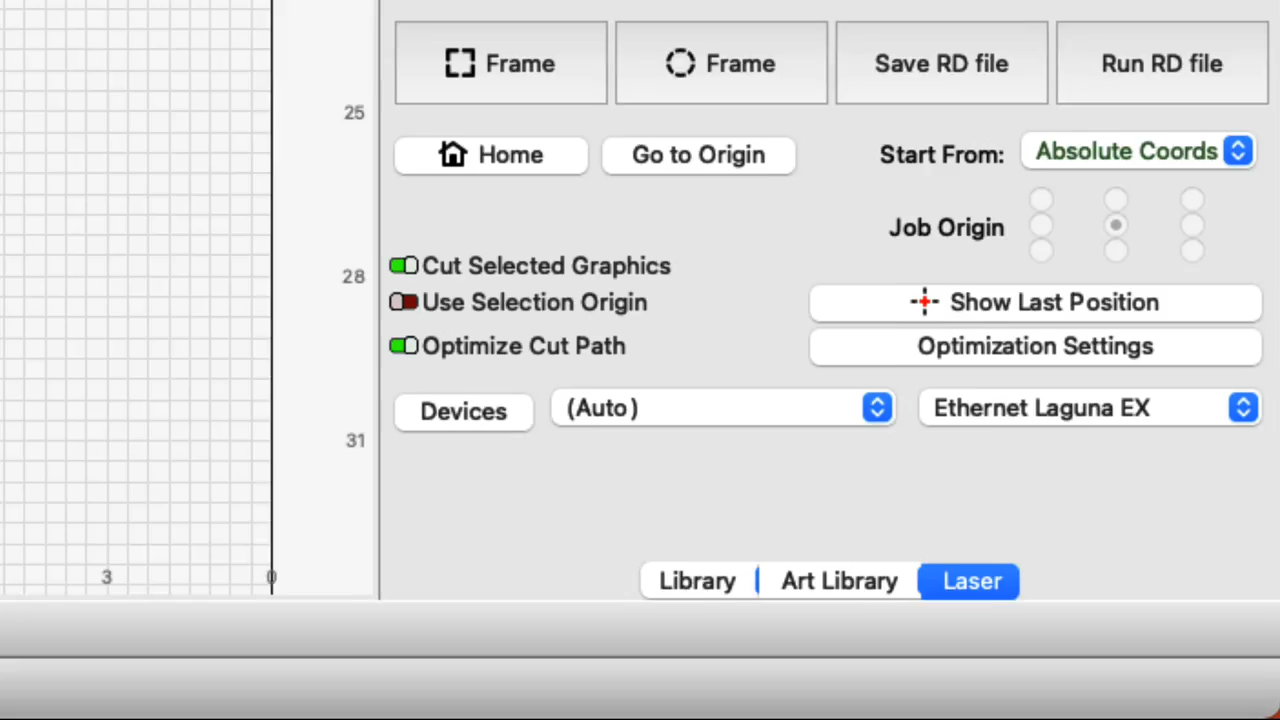 Frame Frame Save RD file Run RD file
25
Home Go to Origin Start From: Absolute Coords
Job Origin
Cut Selected Graphics
28
Use Selection Origin Show Last Position
Optimize Cut Path Optimization Settings
Devices (Auto) Ethernet Laguna EX
31
3 0 Library Art Library Laser